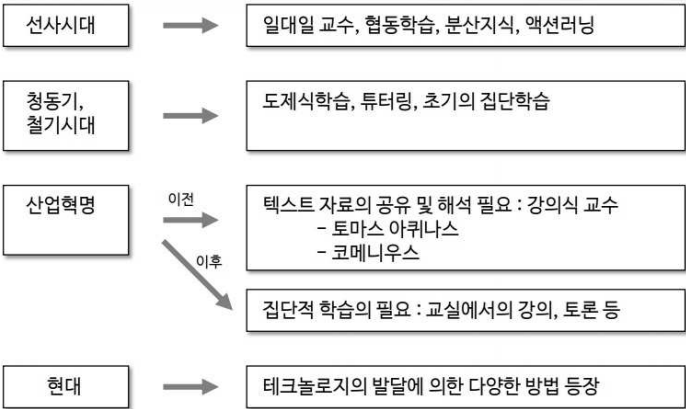 선사시대
일대일 교수, 협동학습, 분산지식, 액션러닝
청동기,
철기시대
도제식학습, 튜터링, 초기의 집단학습
산업혁명
이전
텍스트 자료의 공유 및 해석 필요 : 강의식 교수
- 토마스 아퀴나스
- 코메니우스
이후
집단적 학습의 필요 : 교실에서의 강의, 토론 등
현대
테크놀로지의 발달에 의한 다양한 방법 등장